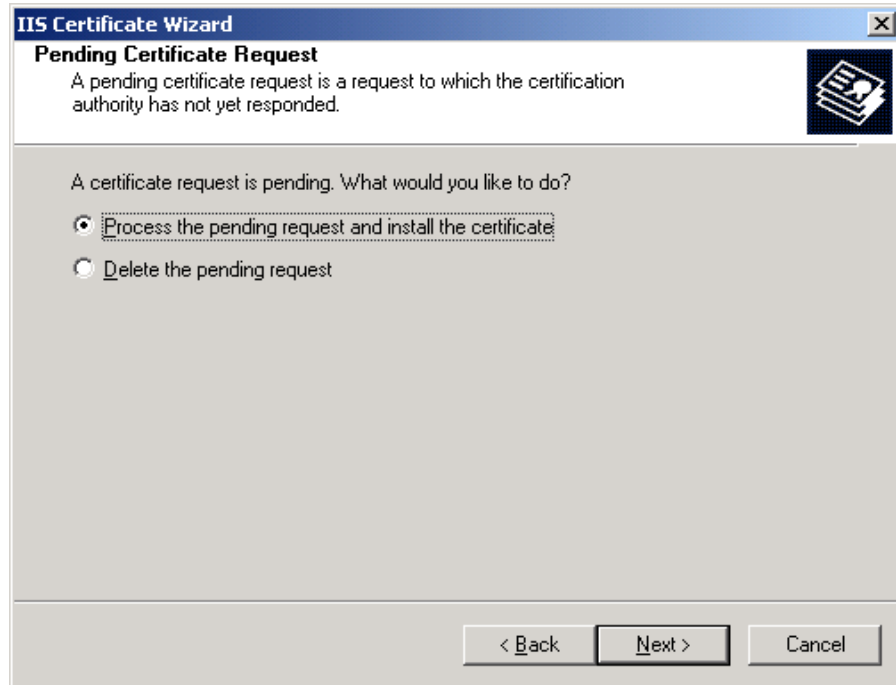 IIS Certificate Wizard
Pending Certificate Request
A pending certificate request is a request to which the certification
authority has not yet responded.
A certificate request is pending. What would you like to do?
Process the pending request and install the certificate
Delete the pending request
< Back
Next >
Cancel